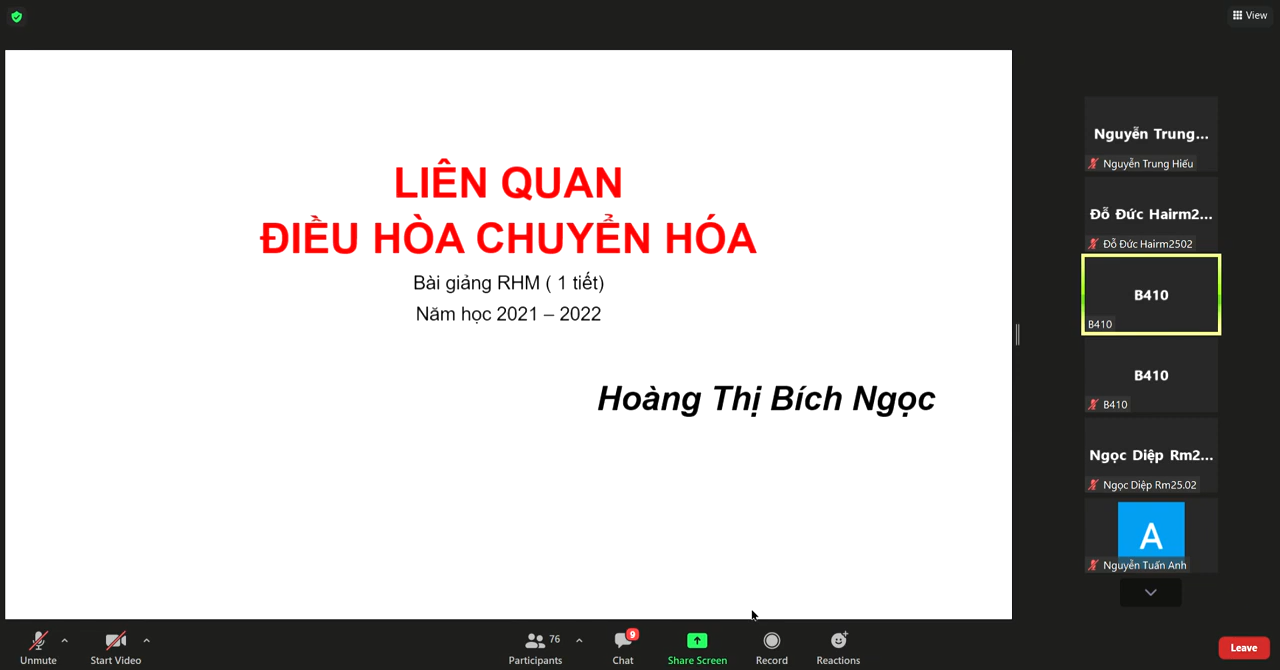 View
LIÊN QUAN
ĐIỀU HÒA CHUYỂN HÓA
Bài giảng RHM ( 1 tiết)
Năm học 2021 – 2022
Hoàng Thị Bích Ngọc
Nguyễn Trung...
Nguyễn Trung Hiếu
Đỗ Đức Hairm2...
Đỗ Đức Hairm2502
B410
B410
B410
B410
Ngọc Diệp Rm2...
Ngọc Diệp Rm25.02
A
Nguyễn Tuấn Anh
Unmute
Start Video
76
Participants
9
Chat
Share Screen
Record
Reactions
Leave